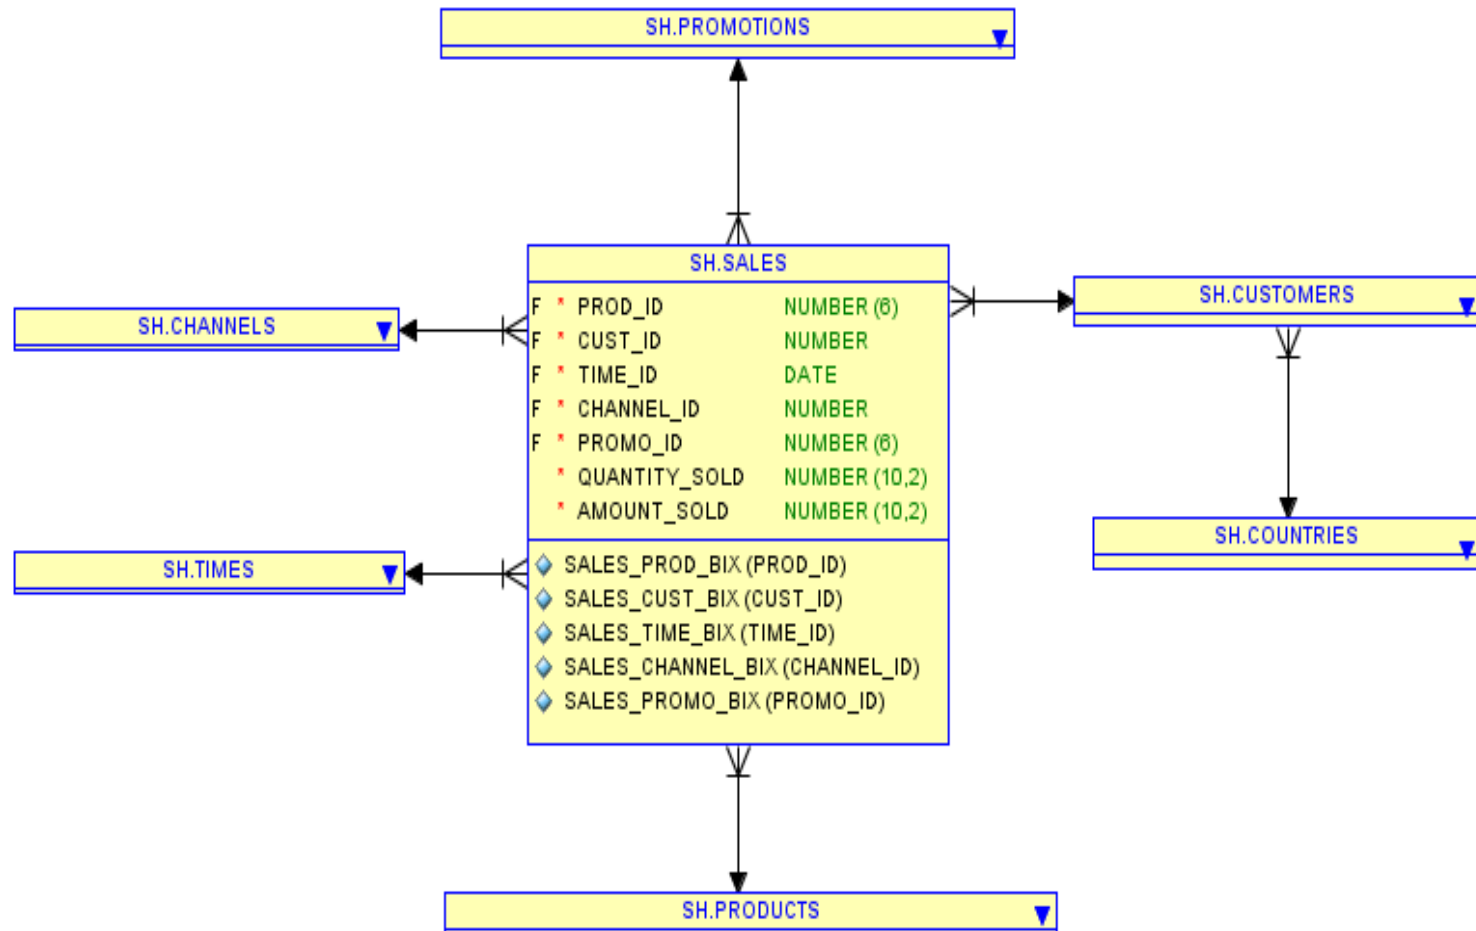 SH.PROMOTIONS
SH.SALES
F * PROD_ID NUMBER (6)
F * CUST_ID NUMBER
F * TIME_ID DATE
F * CHANNEL_ID NUMBER
F * PROMO_ID NUMBER (6)
* QUANTITY_SOLD NUMBER (10,2)
* AMOUNT_SOLD NUMBER (10,2)
SALES_PROD_BIX (PROD_ID)
SALES_CUST_BIX (CUST_ID)
SALES_TIME_BIX (TIME_ID)
SALES_CHANNEL_BIX (CHANNEL_ID)
SALES_PROMO_BIX (PROMO_ID)
SH.CHANNELS
SH.TIMES
SH.CUSTOMERS
SH.COUNTRIES
SH.PRODUCTS